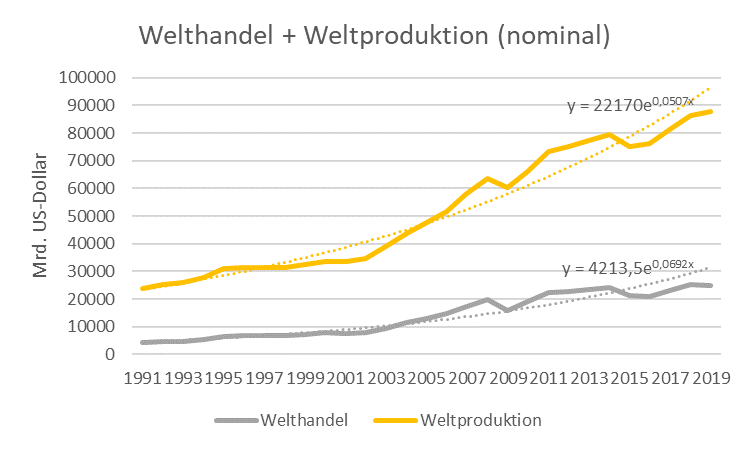 Welthandel + Weltproduktion (nominal)
Mrd. US-Dollar
100000
90000
80000
70000
60000
50000
40000
30000
20000
10000
0
y = 22170e^0,0507x
y = 4213,5e^0,0692x
1991 1993 1995 1997 1999 2001 2003 2005 2007 2009 2011 2013 2015 2017 2019
Welthandel Weltproduktion